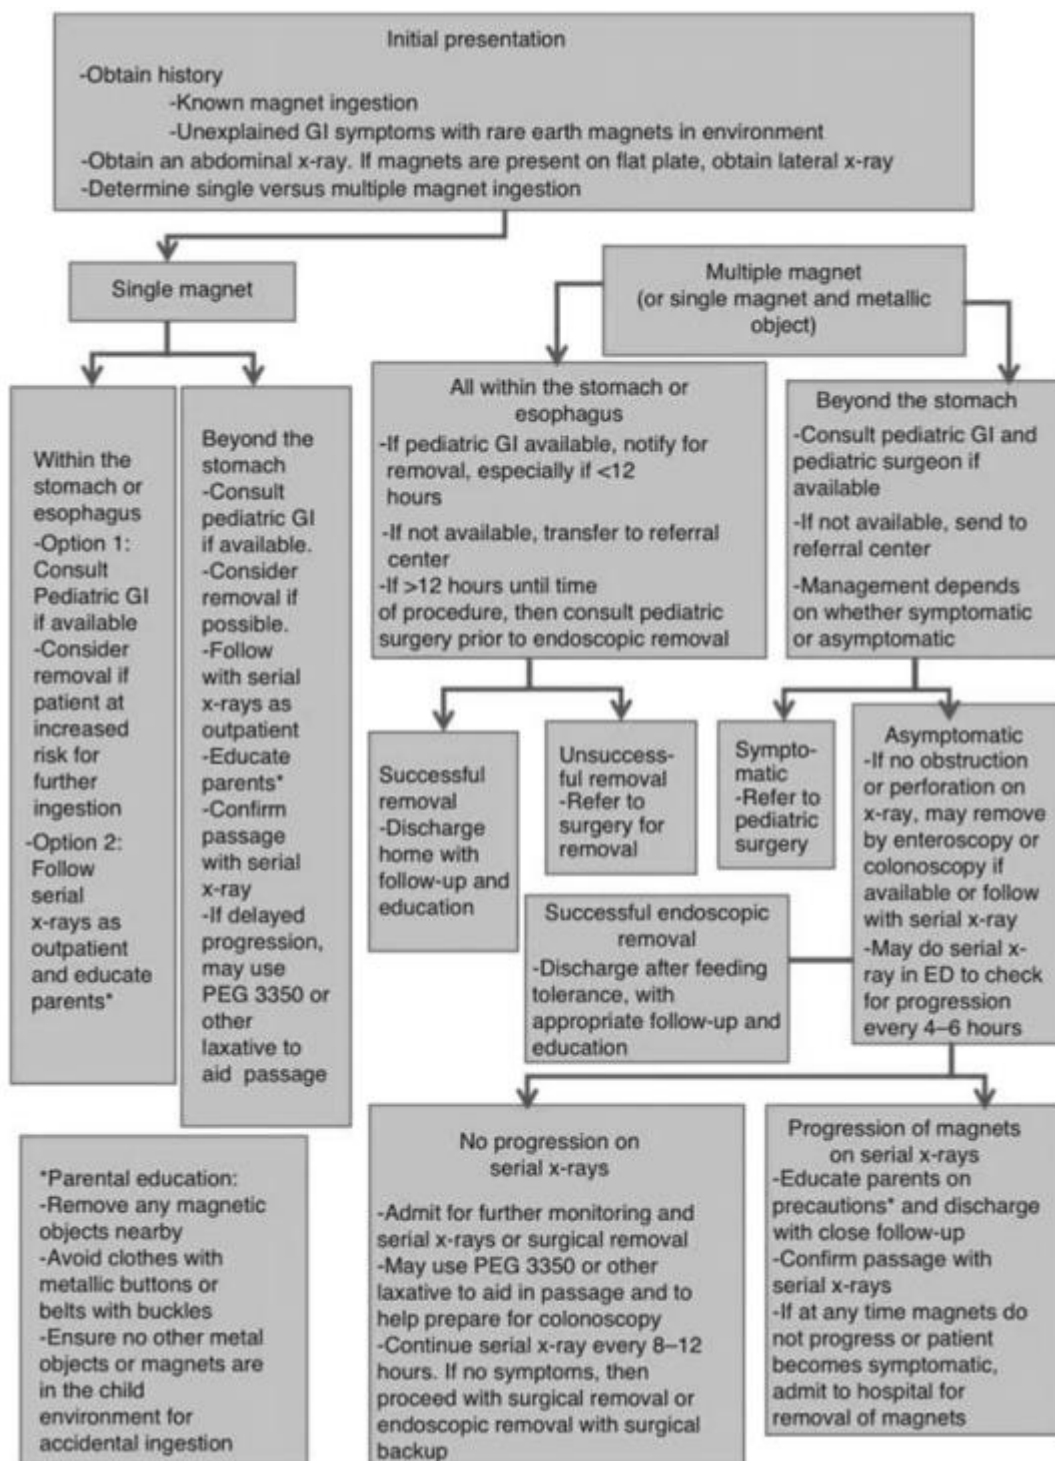 Initial presentation
-Obtain history
-Known magnet ingestion
-Unexplained GI symptoms with rare earth magnets in environment
-Obtain an abdominal x-ray. If magnets are present on flat plate, obtain lateral x-ray
-Determine single versus multiple magnet ingestion
Single magnet
Multiple magnet
(or single magnet and metallic
object)
Within the
stomach or
esophagus
-Option 1:
Consult
Pediatric GI
if available
-Consider
removal if
patient at
increased
risk for
further
ingestion
-Option 2:
Follow
serial
x-rays as
outpatient
and educate
parents*
Beyond the
stomach
-Consult
pediatric GI
if available.
-Consider
removal if
possible.
-Follow
with serial
x-rays as
outpatient
-Educate
parents*
-Confirm
passage
with serial
x-ray
-If delayed
progression,
may use
PEG 3350 or
other
laxative to
aid passage
All within the stomach or
esophagus
-If pediatric GI available, notify for
removal, especially if <12
hours
-If not available, transfer to referral
center
-If >12 hours until time
of procedure, then consult pediatric
surgery prior to endoscopic removal
Beyond the stomach
-Consult pediatric GI and
pediatric surgeon if
available
-If not available, send to
referral center
-Management depends
on whether symptomatic
or asymptomatic
Successful
removal
-Discharge
home with
follow-up and
education
Unsuccess-
ful removal
-Refer to
surgery for
removal
Sympto-
matic
-Refer to
pediatric
surgery
Asymptomatic
-If no obstruction
or perforation on
x-ray, may remove
by enteroscopy or
colonoscopy if
available or follow
with serial x-ray
-May do serial x-
ray in ED to check
for progression
every 4–6 hours
Successful endoscopic
removal
-Discharge after feeding
tolerance, with
appropriate follow-up and
education
No progression on
serial x-rays
-Admit for further monitoring and
serial x-rays or surgical removal
-May use PEG 3350 or other
laxative to aid in passage and to
help prepare for colonoscopy
-Continue serial x-ray every 8–12
hours. If no symptoms, then
proceed with surgical removal or
endoscopic removal with surgical
backup
Progression of magnets
on serial x-rays
-Educate parents on
precautions* and discharge
with close follow-up
-Confirm passage with
serial x-rays
-If at any time magnets do
not progress or patient
becomes symptomatic,
admit to hospital for
removal of magnets
*Parental education:
-Remove any magnetic
objects nearby
-Avoid clothes with
metallic buttons or
belts with buckles
-Ensure no other metal
objects or magnets are
in the child
environment for
accidental ingestion